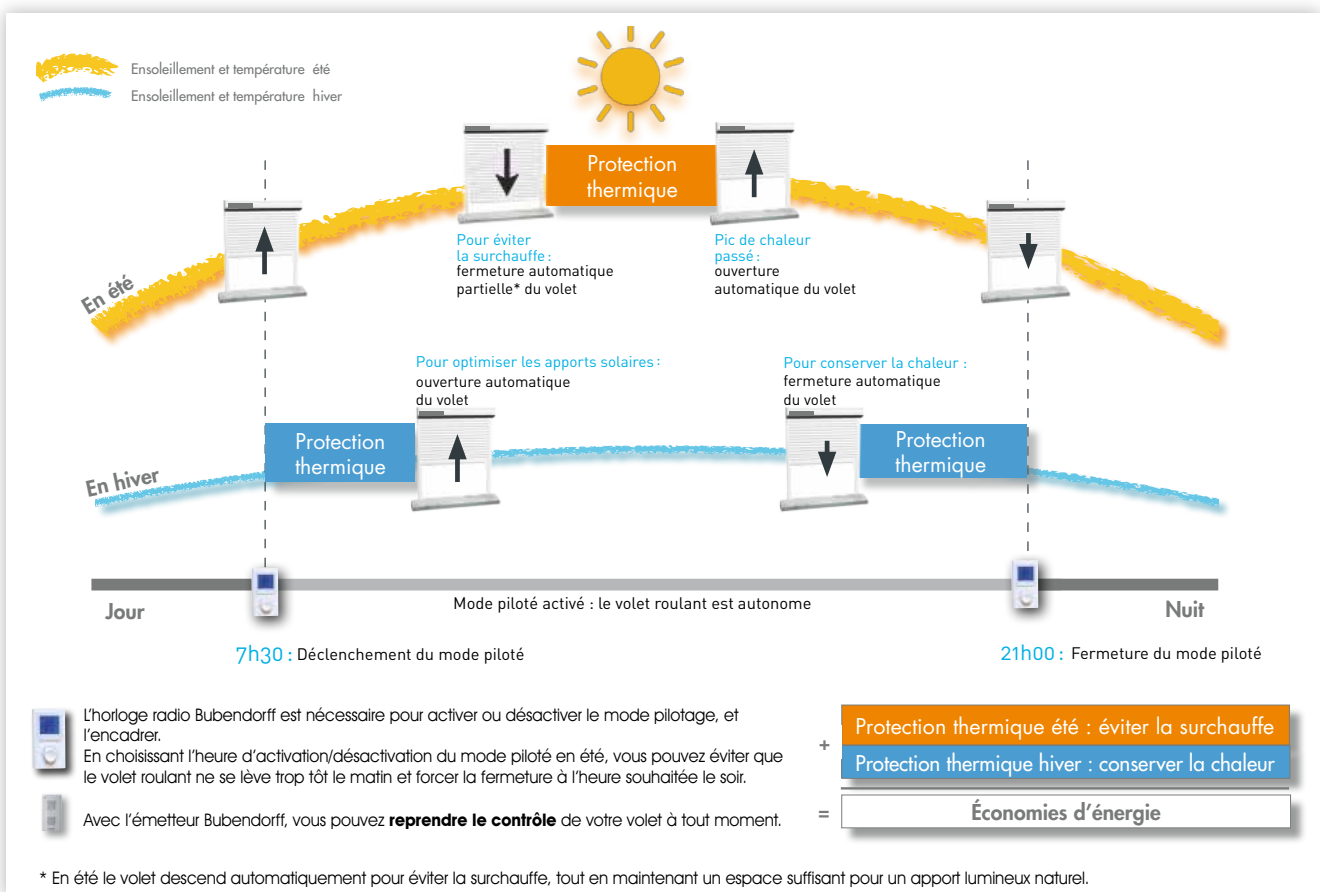 Ensoleillement et température été
Ensoleillement et température hiver
Protection
thermique
Pour éviter
la surchauffe :
fermeture automatique
partielle* du volet
Pic de chaleur
passé :
ouverture
automatique du volet
En été
Pour optimiser les apports solaires :
ouverture automatique
du volet
Pour conserver la chaleur :
fermeture automatique
du volet
Protection
thermique
Protection
thermique
En hiver
Jour
Mode piloté activé : le volet roulant est autonome
Nuit
7h30 : Déclenchement du mode piloté
21h00 : Fermeture du mode piloté
L'horloge radio Bubendorff est nécessaire pour activer ou désactiver le mode pilotage, et
l'encadrer.
En choisissant l'heure d'activation/désactivation du mode piloté en été, vous pouvez éviter que
le volet roulant ne se lève trop tôt le matin et forcer la fermeture à l'heure souhaitée le soir.
Avec l'émetteur Bubendorff, vous pouvez reprendre le contrôle de votre volet à tout moment.
+
Protection thermique été : éviter la surchauffe
Protection thermique hiver : conserver la chaleur
= Économies d'énergie
* En été le volet descend automatiquement pour éviter la surchauffe, tout en maintenant un espace suffisant pour un apport lumineux naturel.